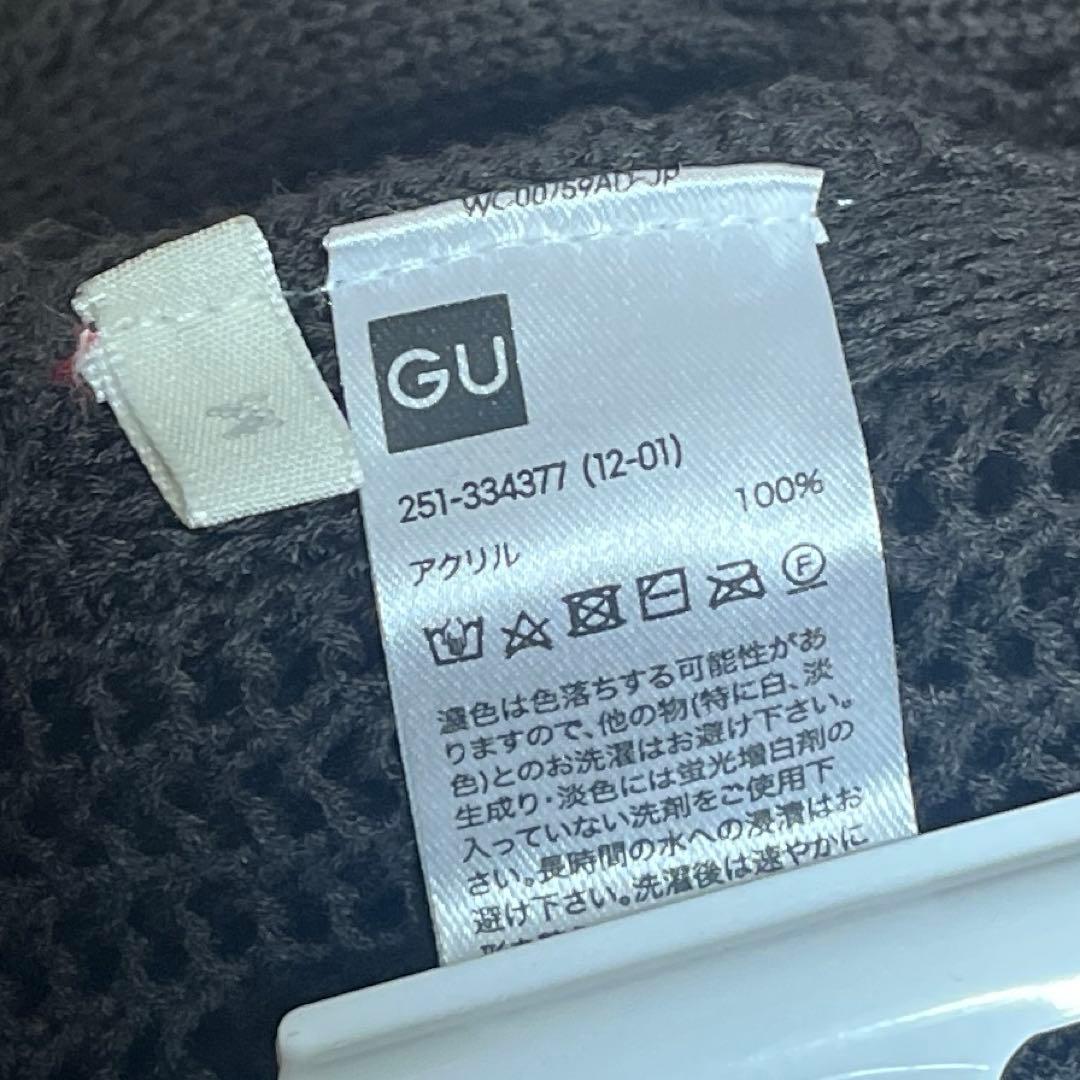 WC00759AD-JP
GU
251-334377 (12-01)
100%
アクリル
F
濃色は色落ちする可能性があ
りますので、他の物(特に白、淡
色)とのお洗濯はお避け下さい。
生成り・淡色には蛍光増白剤の
入っていない洗剤をご使用下
さい。長時間の水への浸漬はお
避け下さい。洗濯後は速やかに